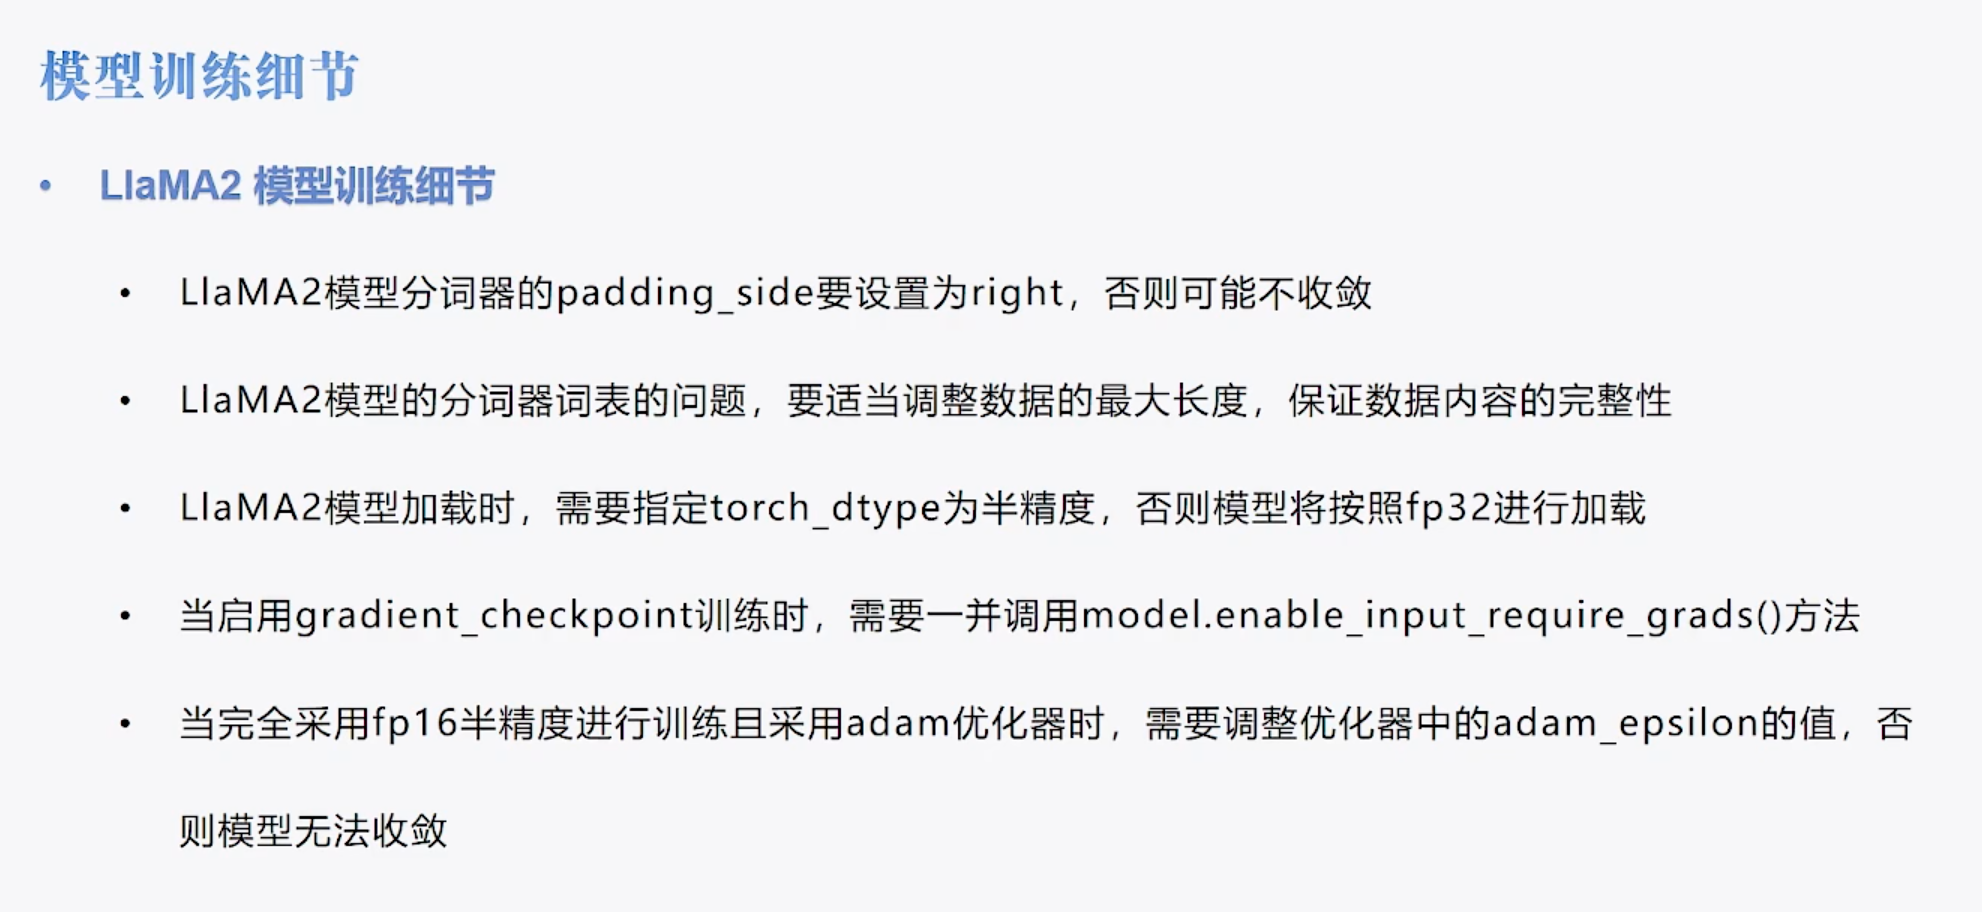 模型训练细节
• LlaMA2 模型训练细节
• LlaMA2模型分词器的padding_side要设置为right，否则可能不收敛
• LlaMA2模型的分词器词表的问题，要适当调整数据的最大长度，保证数据内容的完整性
• LlaMA2模型加载时，需要指定torch_dtype为半精度，否则模型将按照fp32进行加载
• 当启用gradient_checkpoint训练时，需要一并调用model.enable_input_require_grads()方法
• 当完全采用fp16半精度进行训练且采用adam优化器时，需要调整优化器中的adam_epsilon的值，否
则模型无法收敛